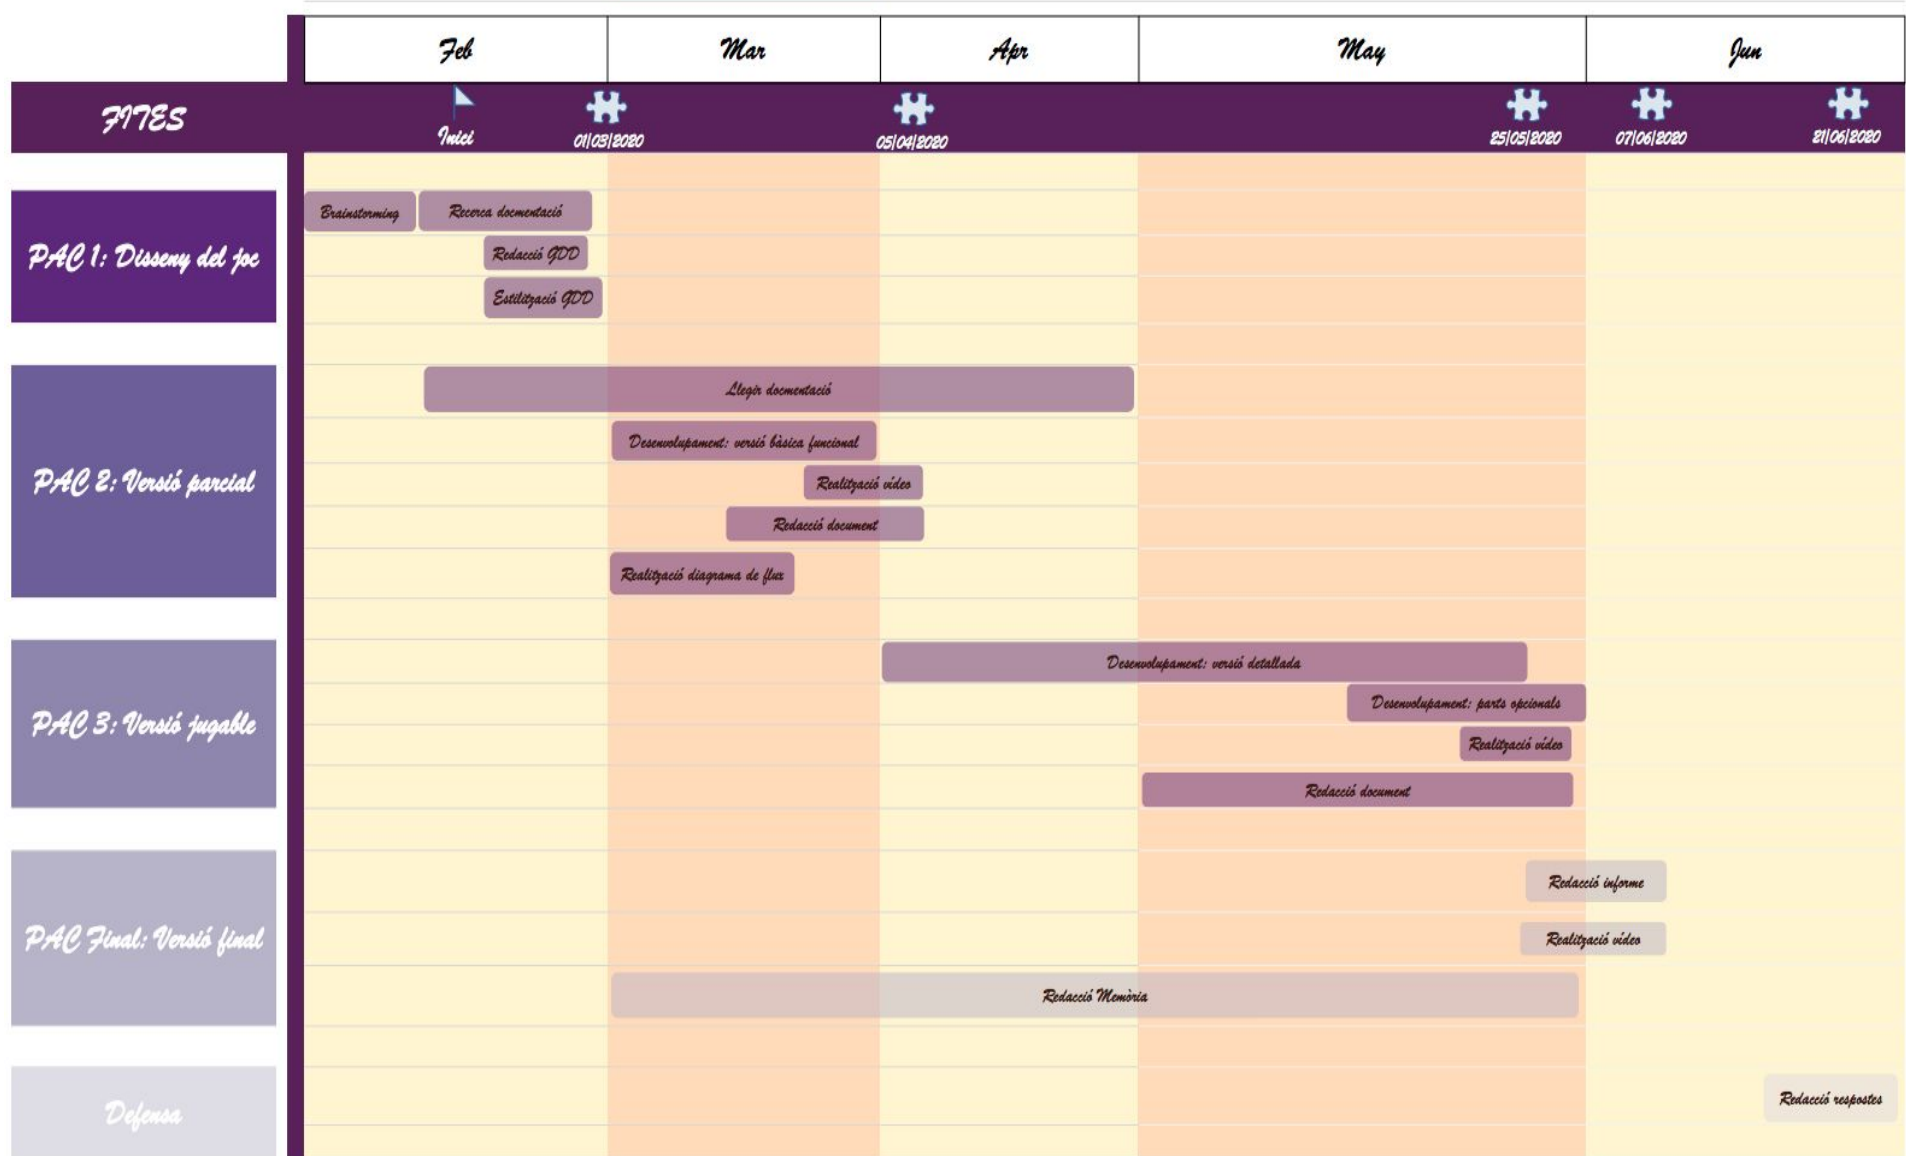 Feb
Mar
Apr
May
Jun
FITES
Inici
01/03/2020
05/04/2020
25/05/2020
07/06/2020
21/06/2020
PAC 1: Disseny del joc
Brainstorming
Recerca docmentació
Redacció GDD
Estilització GDD
PAC 2: Versió parcial
Llegir docmentació
Desenvolupament: versió bàsica funcional
Realització vídeo
Redacció document
Realització diagrama de flux
PAC 3: Versió jugable
Desenvolupament: versió detallada
Desenvolupament: parts opcionals
Realització vídeo
Redacció document
PAC Final: Versió final
Redacció informe
Realització vídeo
Redacció Memòria
Defensa
Redacció respostes